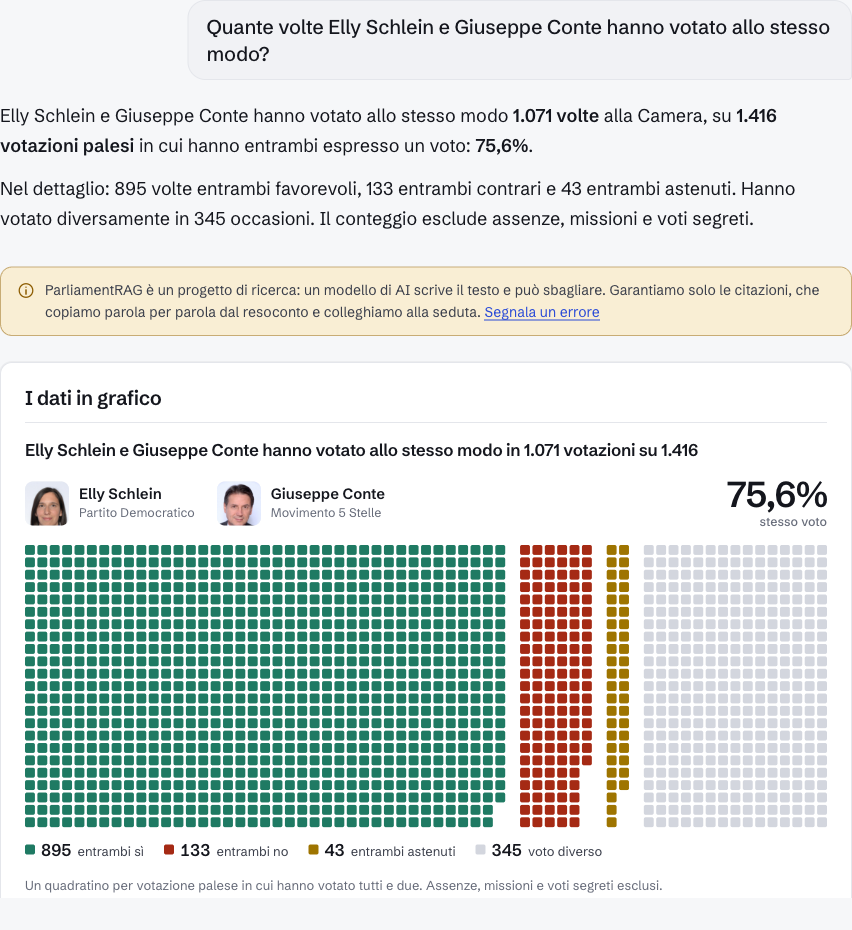 Quante volte Elly Schlein e Giuseppe Conte hanno votato allo stesso
modo?
Elly Schlein e Giuseppe Conte hanno votato allo stesso modo 1.071 volte alla Camera, su 1.416
votazioni palesi in cui hanno entrambi espresso un voto: 75,6%.
Nel dettaglio: 895 volte entrambi favorevoli, 133 entrambi contrari e 43 entrambi astenuti. Hanno
votato diversamente in 345 occasioni. Il conteggio esclude assenze, missioni e voti segreti.
ParliamentRAG è un progetto di ricerca: un modello di AI scrive il testo e può sbagliare. Garantiamo solo le citazioni, che
copiamo parola per parola dal resoconto e colleghiamo alla seduta. Segnala un errore
I dati in grafico
Elly Schlein e Giuseppe Conte hanno votato allo stesso modo in 1.071 votazioni su 1.416
Elly Schlein
Partito Democratico
Giuseppe Conte
Movimento 5 Stelle
75,6%
stesso voto
895 entrambi sì 133 entrambi no 43 entrambi astenuti 345 voto diverso
Un quadratino per votazione palese in cui hanno votato tutti e due. Assenze, missioni e voti segreti esclusi.